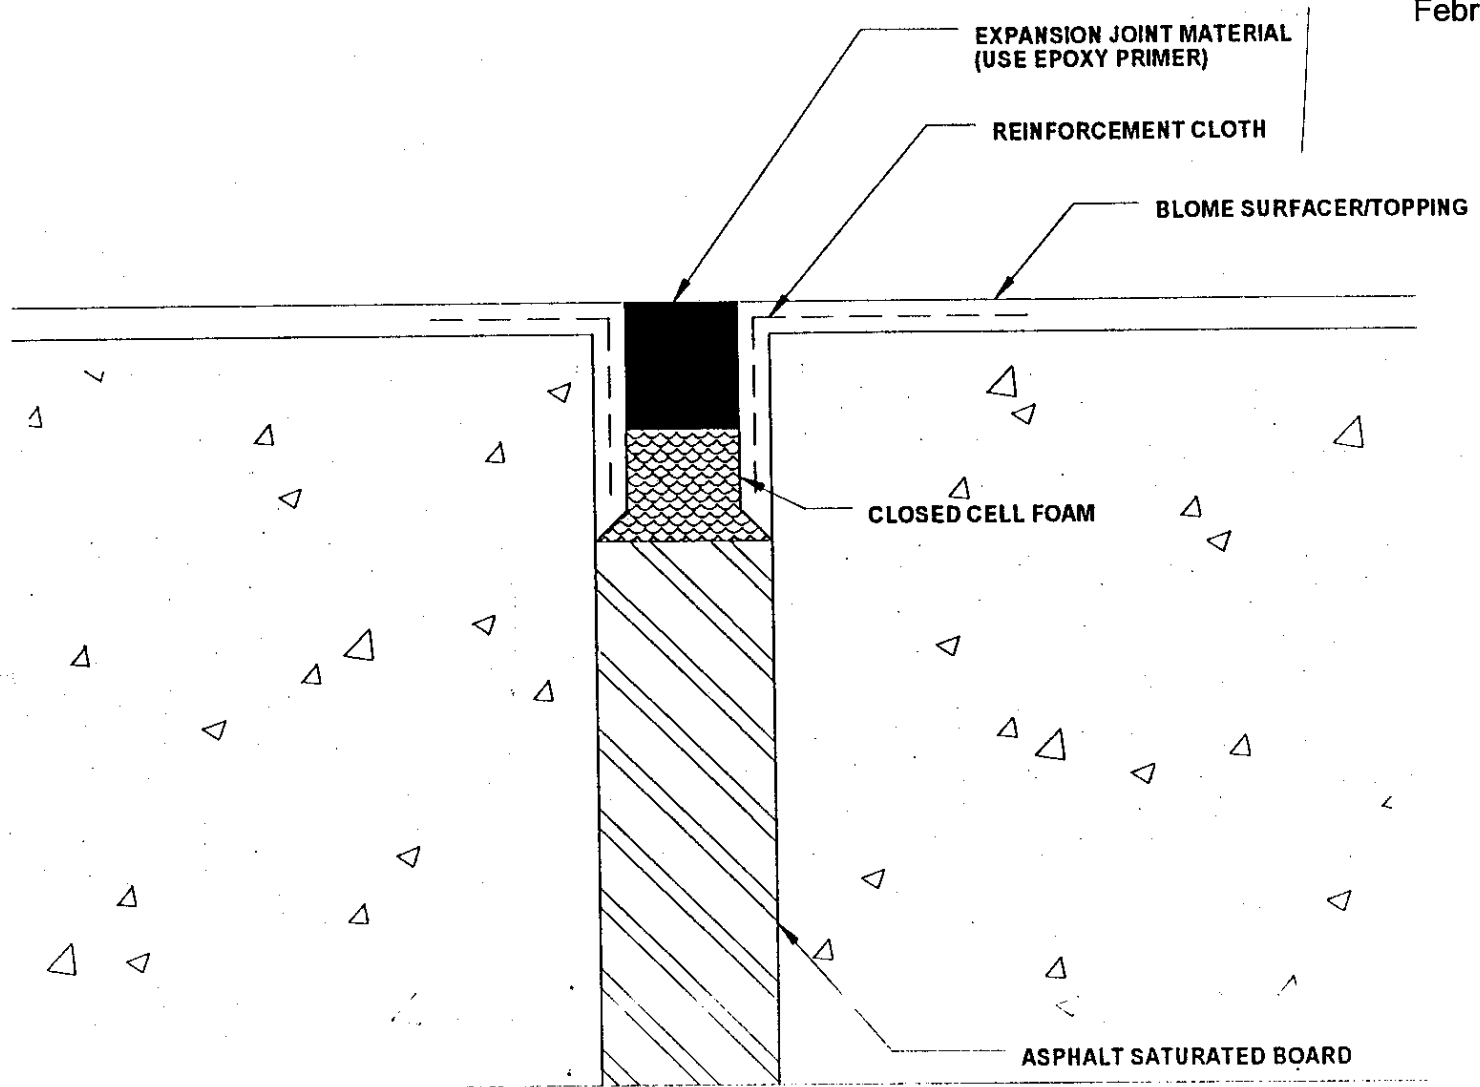 Febr
EXPANSION JOINT MATERIAL
(USE EPOXY PRIMER)
REINFORCEMENT CLOTH
BLOME SURFACER/TOPPING
CLOSED CELL FOAM
ASPHALT SATURATED BOARD